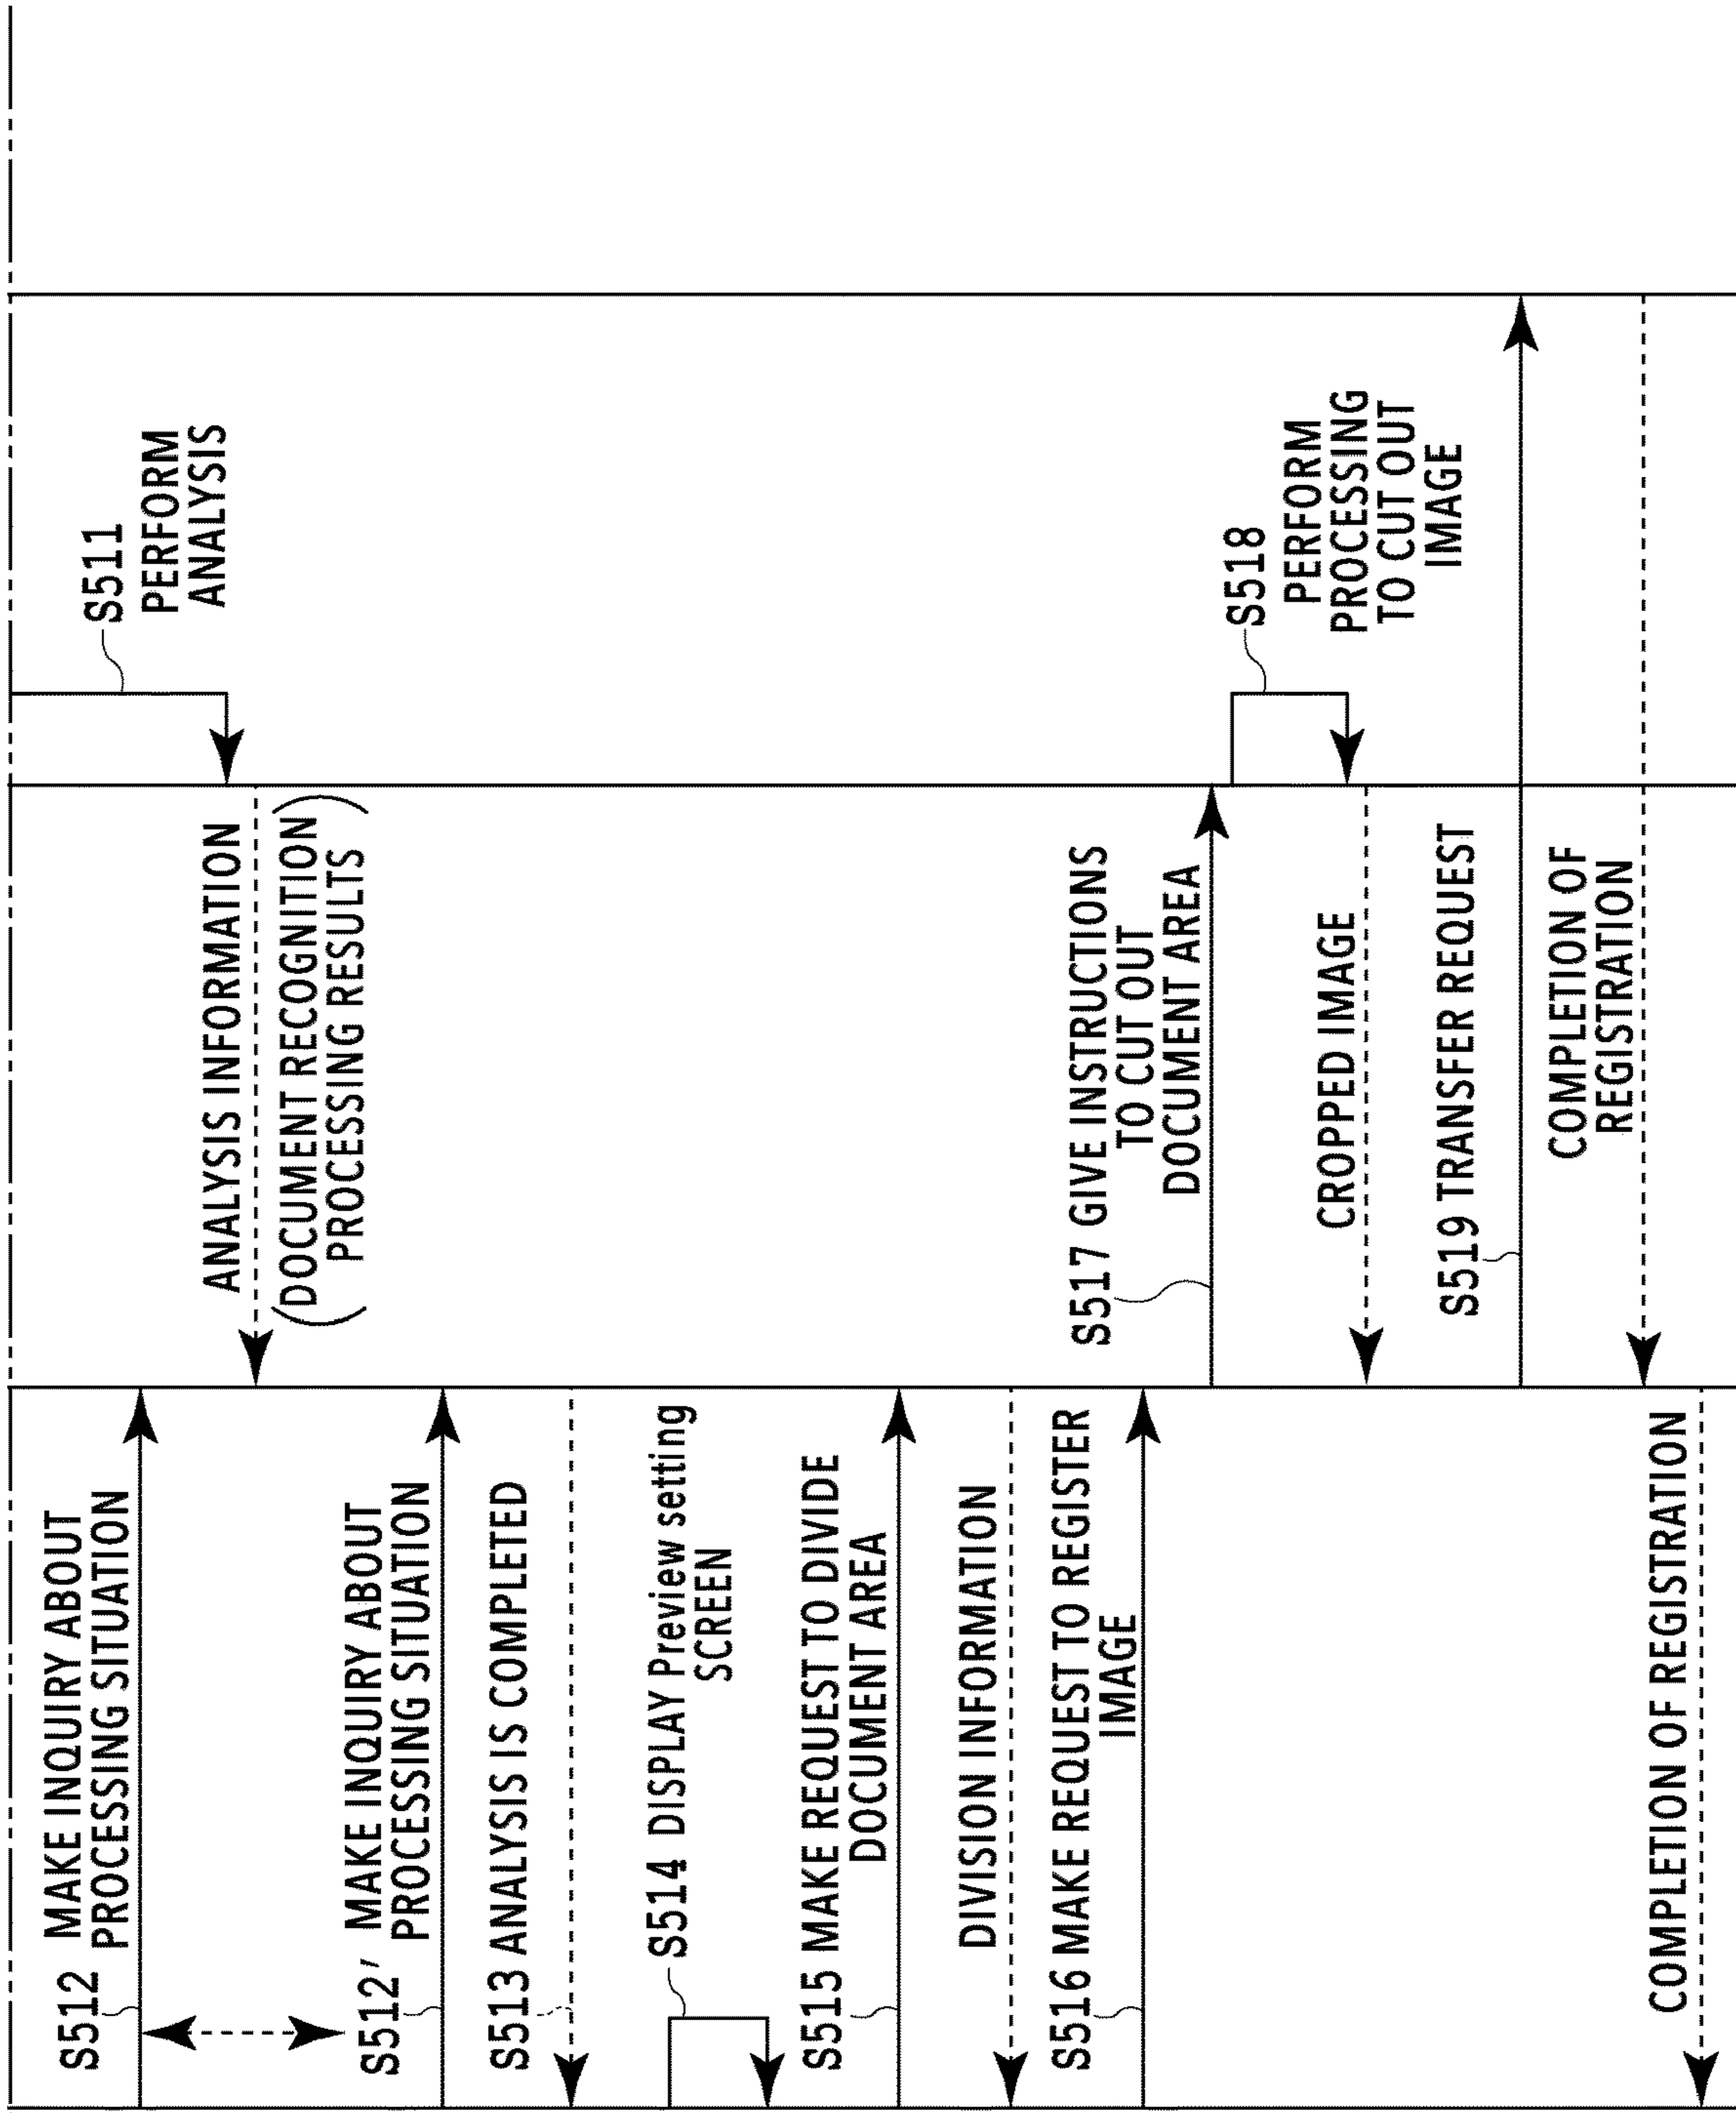 S511
PERFORM
ANALYSIS
S512 MAKE INQUIRY ABOUT
PROCESSING SITUATION
ANALYSIS INFORMATION
(DOCUMENT RECOGNITION
PROCESSING RESULTS)
S512' MAKE INQUIRY ABOUT
PROCESSING SITUATION
S513 ANALYSIS IS COMPLETED
S514 DISPLAY Preview setting
SCREEN
S515 MAKE REQUEST TO DIVIDE
DOCUMENT AREA
DIVISION INFORMATION
S516 MAKE REQUEST TO REGISTER
IMAGE
S517 GIVE INSTRUCTIONS
TO CUT OUT
DOCUMENT AREA
S518
PERFORM
PROCESSING
TO CUT OUT
IMAGE
CROPPED IMAGE
S519 TRANSFER REQUEST
COMPLETION OF
REGISTRATION
COMPLETION OF REGISTRATION